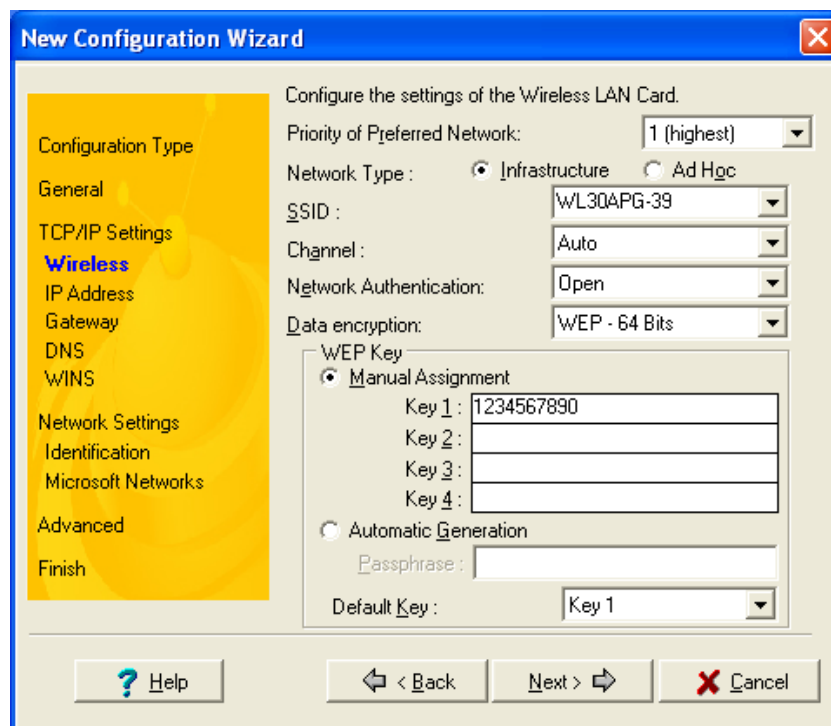 New Configuration Wizard
Configuration Type
General
TCP/IP Settings
Wireless
IP Address
Gateway
DNS
WINS
Network Settings
Identification
Microsoft Networks
Advanced
Finish
Configure the settings of the Wireless LAN Card.
Priority of Preferred Network: 1 (highest)
Network Type : Infrastructure Ad Hoc
SSID : WL30APG-39
Channel : Auto
Network Authentication: Open
Data encryption: WEP - 64 Bits
WEP Key
Manual Assignment
Key 1 : 1234567890
Key 2 :
Key 3 :
Key 4 :
Automatic Generation
Passphrase :
Default Key : Key 1
Help < Back Next > Cancel